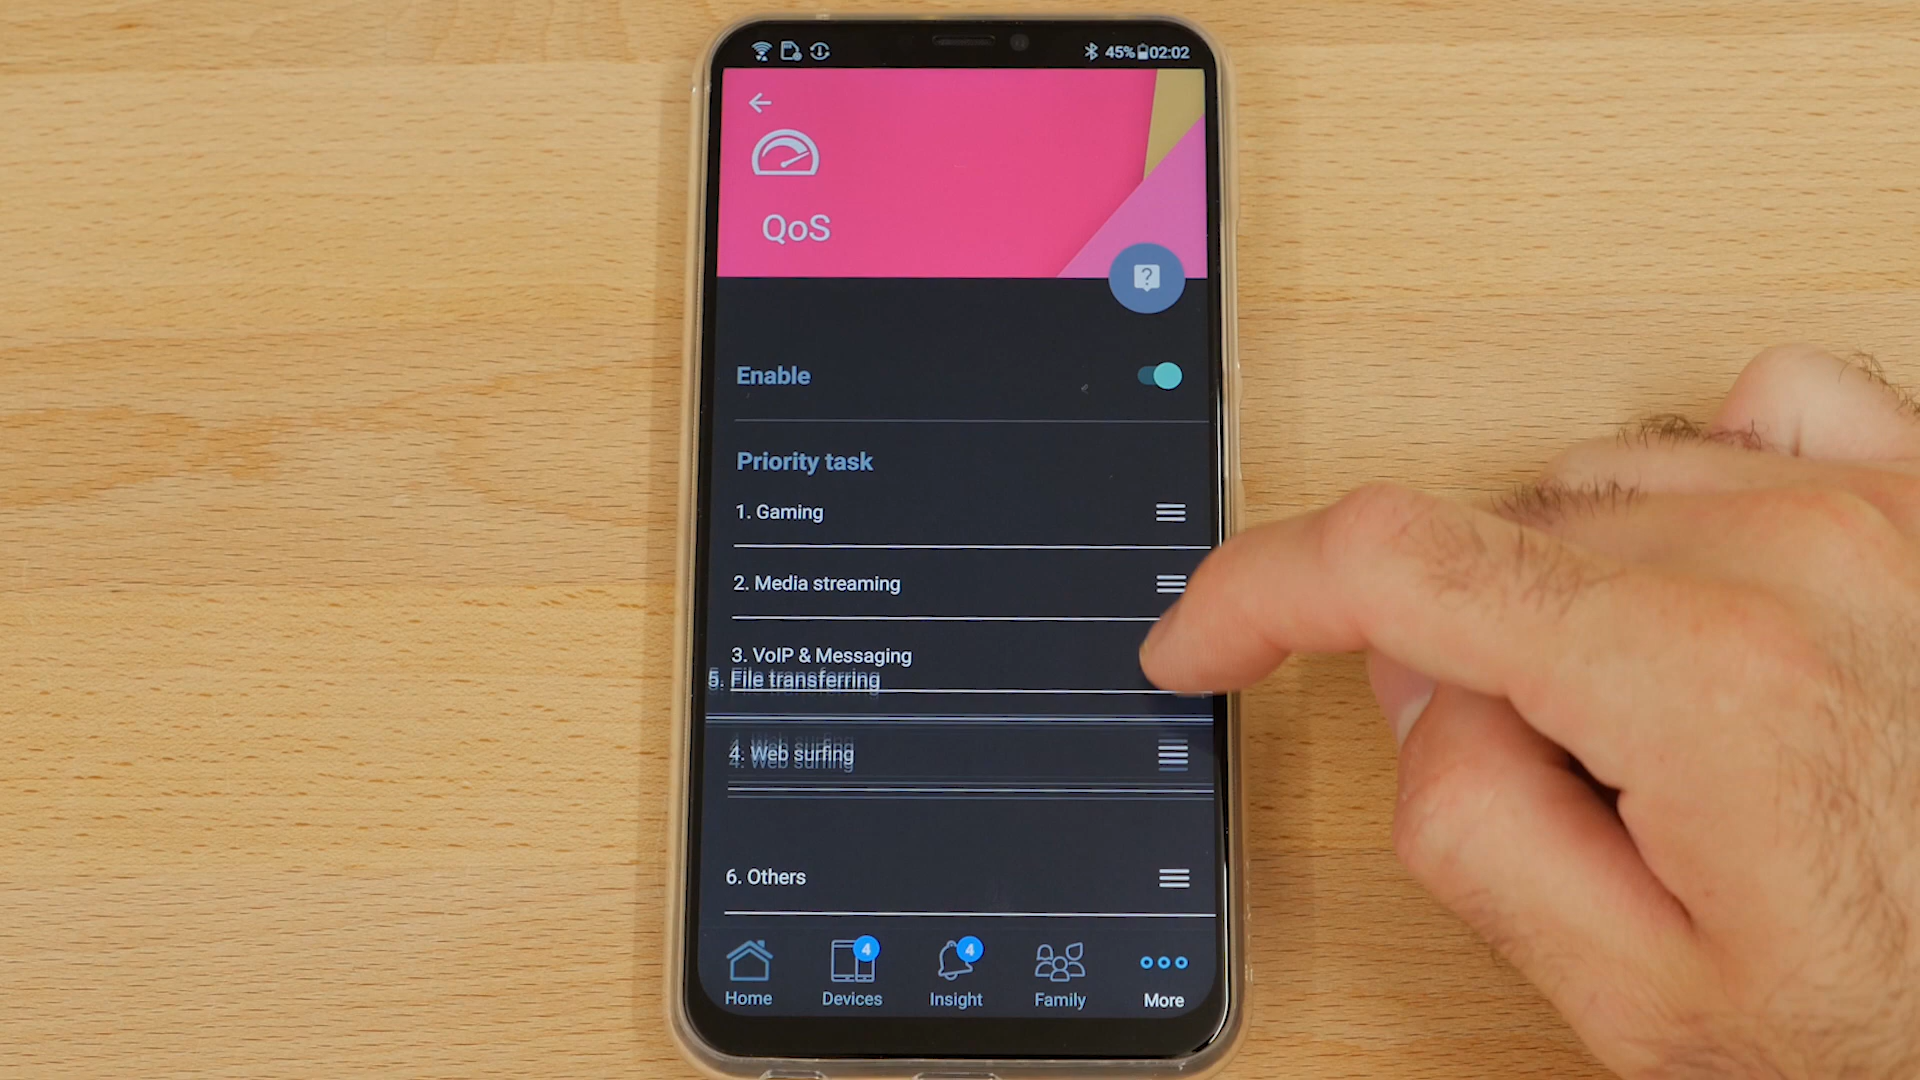 45% 02:02
QoS
?
Enable
Priority task
1. Gaming
2. Media streaming
3. VoIP & Messaging
5. File transferring
4. Web surfing
6. Others
4 4
Home Devices Insight Family More